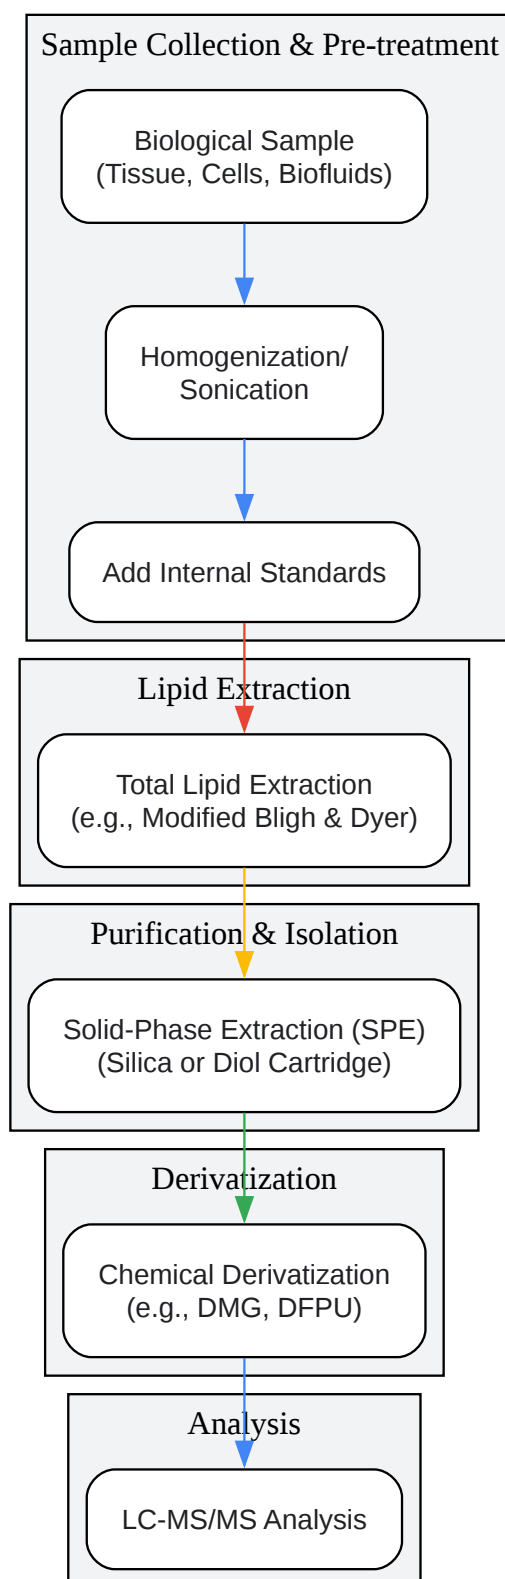 Sample Collection & Pre-treatment
Biological Sample
(Tissue, Cells, Biofluids)
Homogenization/
Sonication
Add Internal Standards
Lipid Extraction
Total Lipid Extraction
(e.g., Modified Bligh & Dyer)
Purification & Isolation
Solid-Phase Extraction (SPE)
(Silica or Diol Cartridge)
Derivatization
Chemical Derivatization
(e.g., DMG, DFPU)
Analysis
LC-MS/MS Analysis